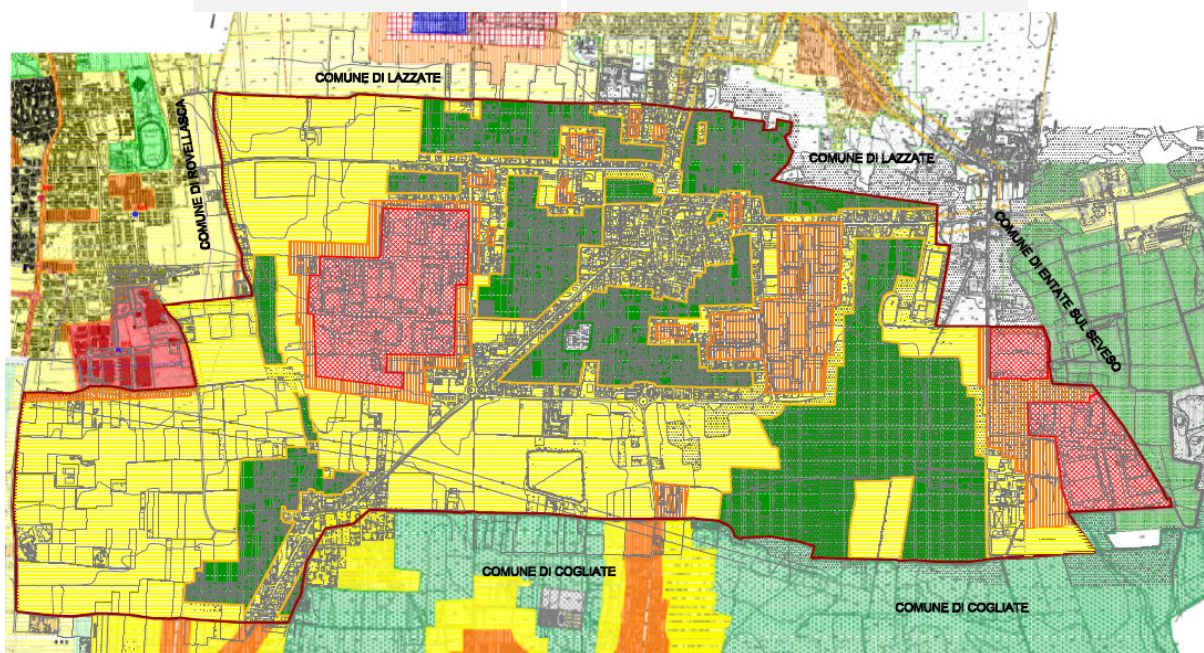 COMUNE DI LAZZATE
COMUNE DI ROVELLASCA
COMUNE DI LAZZATE
COMUNE DI ENTATE SUL SEVESO
COMUNE DI COGLIATE
COMUNE DI COGLIATE